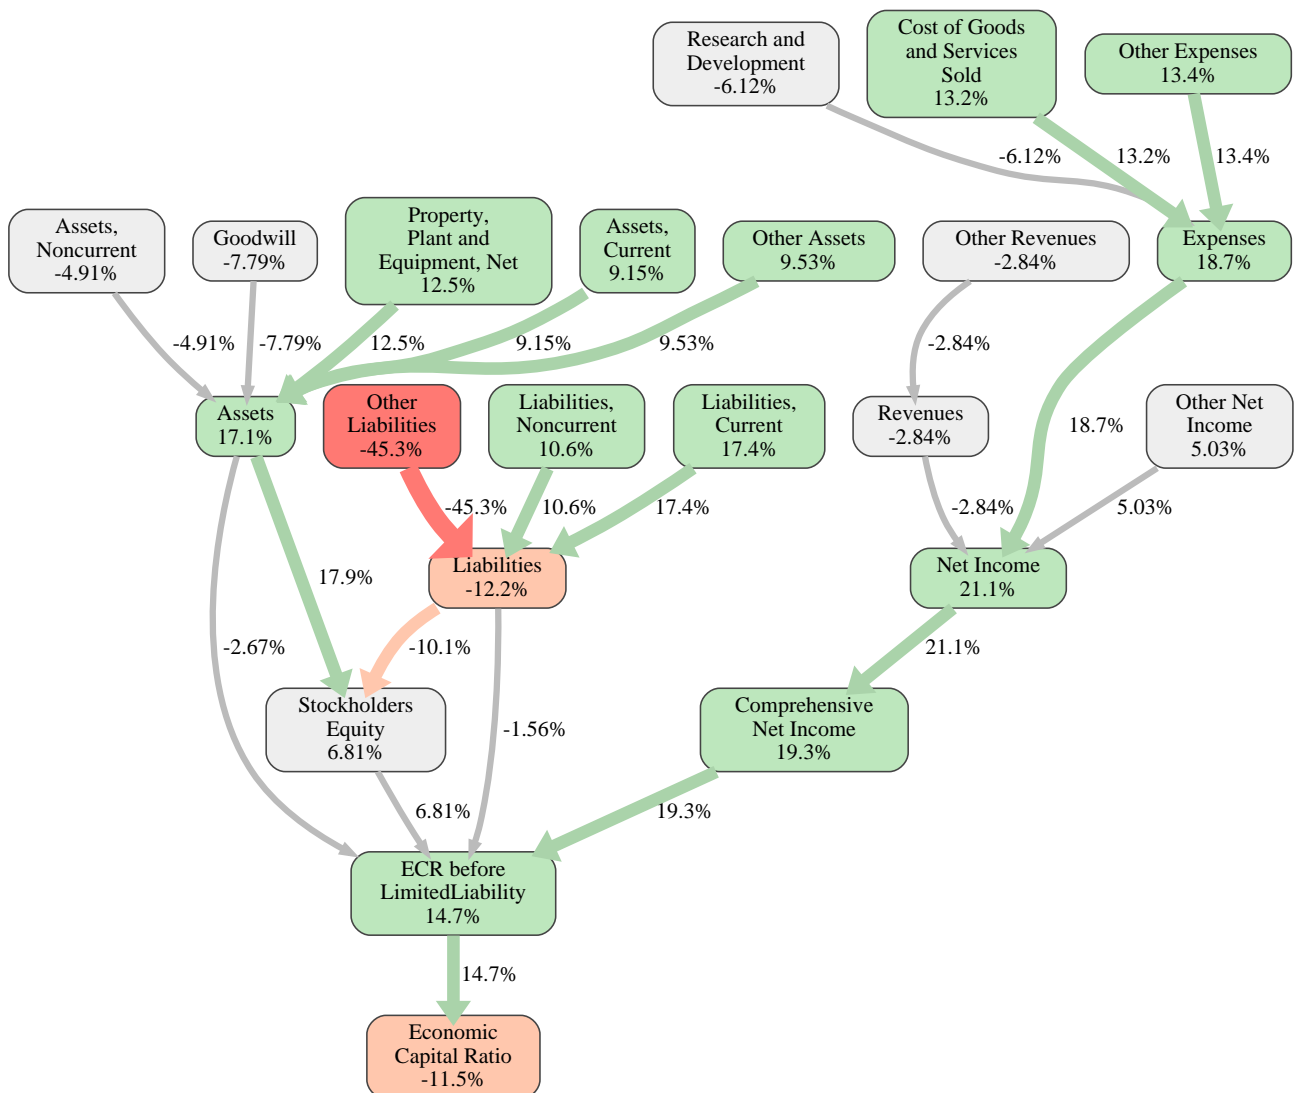 Research and
Development
-6.12%
Cost of Goods
and Services
Sold
13.2%
Other Expenses
13.4%
-6.12%
13.2%
13.4%
Assets,
Noncurrent
-4.91%
Goodwill
-7.79%
Property,
Plant and
Equipment, Net
12.5%
Assets,
Current
9.15%
Other Assets
9.53%
Other Revenues
-2.84%
Expenses
18.7%
-4.91%
-7.79%
12.5%
9.15%
9.53%
-2.84%
Assets
17.1%
Other
Liabilities
-45.3%
Liabilities,
Noncurrent
10.6%
Liabilities,
Current
17.4%
Revenues
-2.84%
18.7%
Other Net
Income
5.03%
-45.3%
10.6%
17.4%
-2.84%
5.03%
Liabilities
-12.2%
Net Income
21.1%
17.9%
-2.67%
-10.1%
21.1%
Stockholders
Equity
6.81%
-1.56%
Comprehensive
Net Income
19.3%
6.81%
19.3%
ECR before
LimitedLiability
14.7%
14.7%
Economic
Capital Ratio
-11.5%